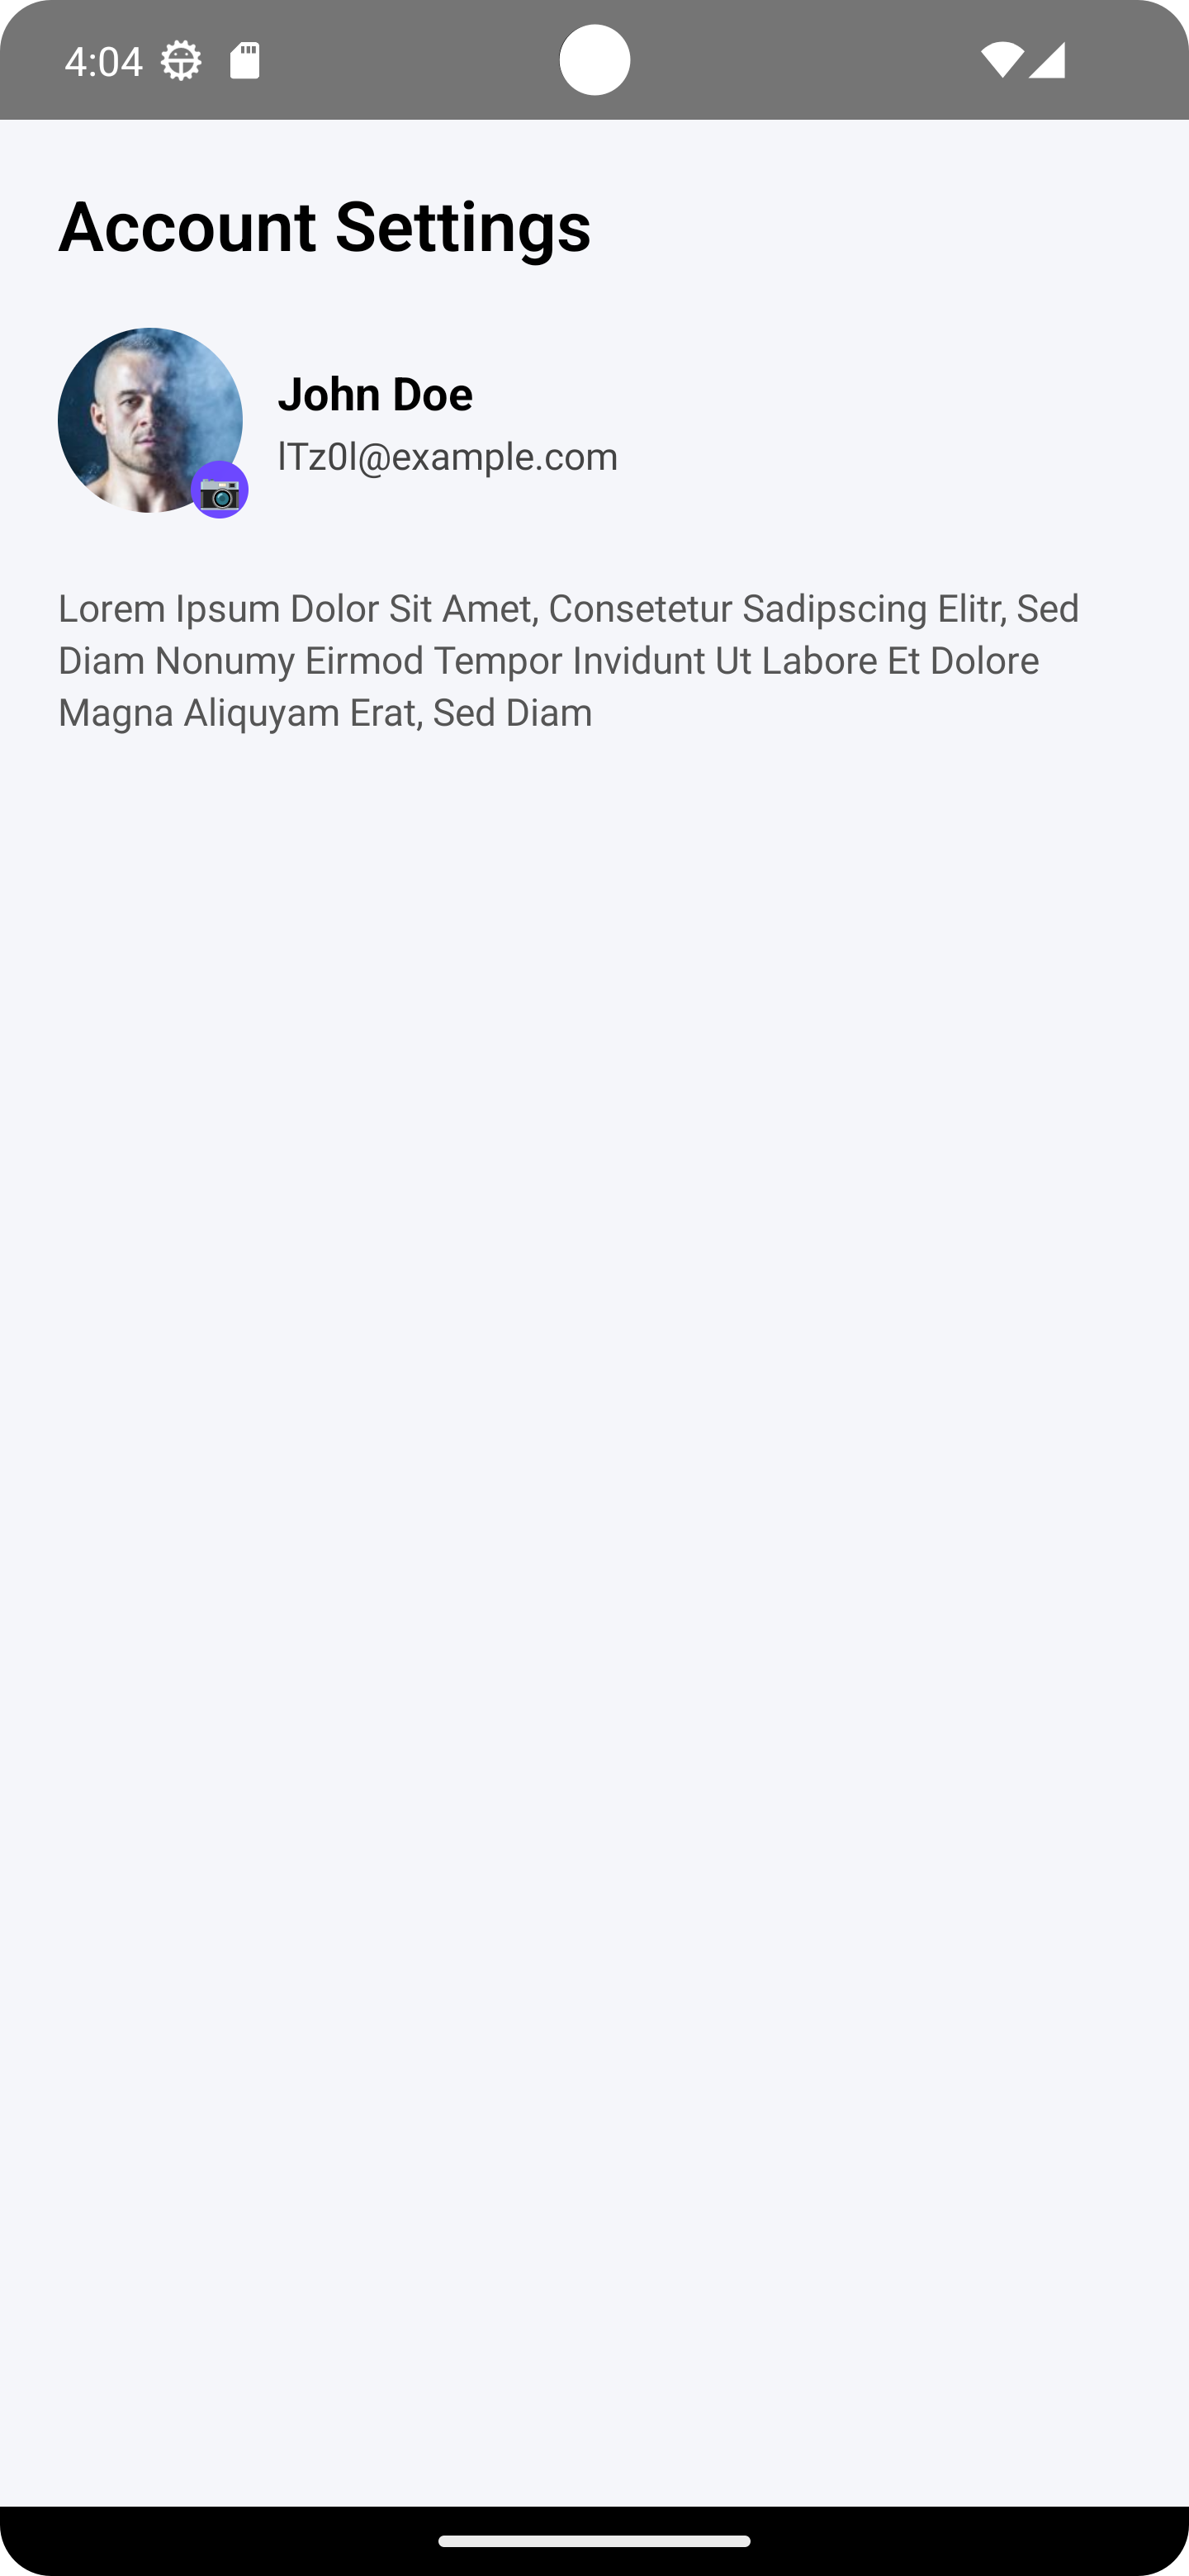 4:04
Account Settings
John Doe
lTz0l@example.com
Lorem Ipsum Dolor Sit Amet, Consetetur Sadipscing Elitr, Sed
Diam Nonumy Eirmod Tempor Invidunt Ut Labore Et Dolore
Magna Aliquyam Erat, Sed Diam